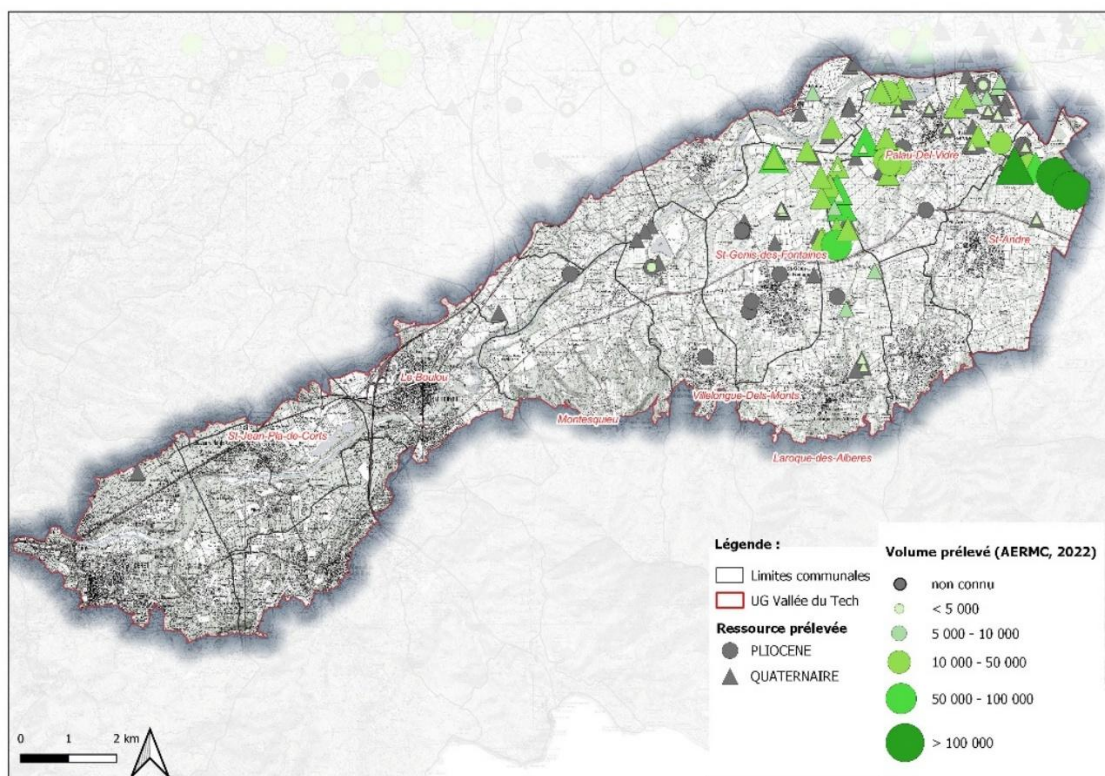 Palau-Del-Vidre
St-Andre
St-Genis-des-Fontaines
Le Boulou
Villelongue-Dels-Monts
Montesquieu
St-Jean-Pla-de-Corts
Laroque-des-Alberes
Légende :
Limites communales
UG Vallée du Tech
Ressource prélevée
PLIOCENE
QUATERNAIRE
Volume prélevé (AERMC, 2022)
non connu
< 5 000
5 000 - 10 000
10 000 - 50 000
50 000 - 100 000
> 100 000
0 1 2 km